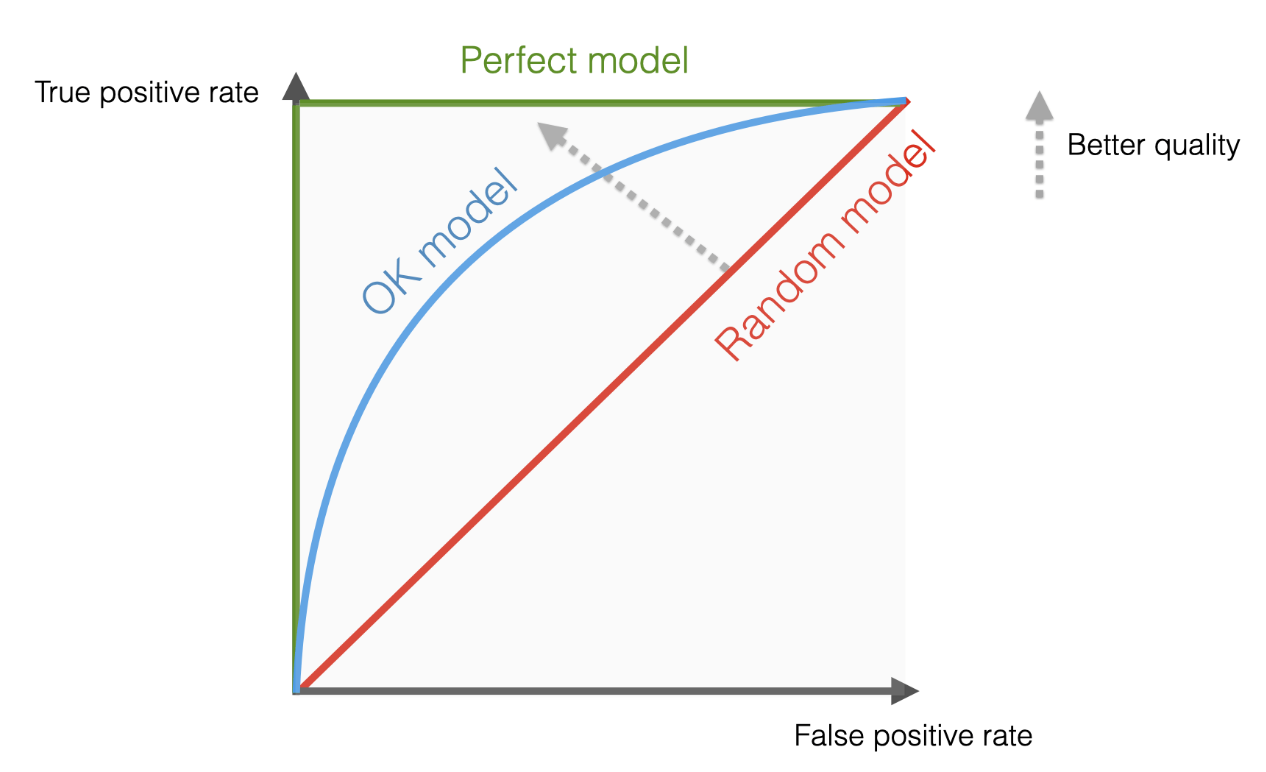 Perfect model
True positive rate
Better quality
OK model
Random model
False positive rate